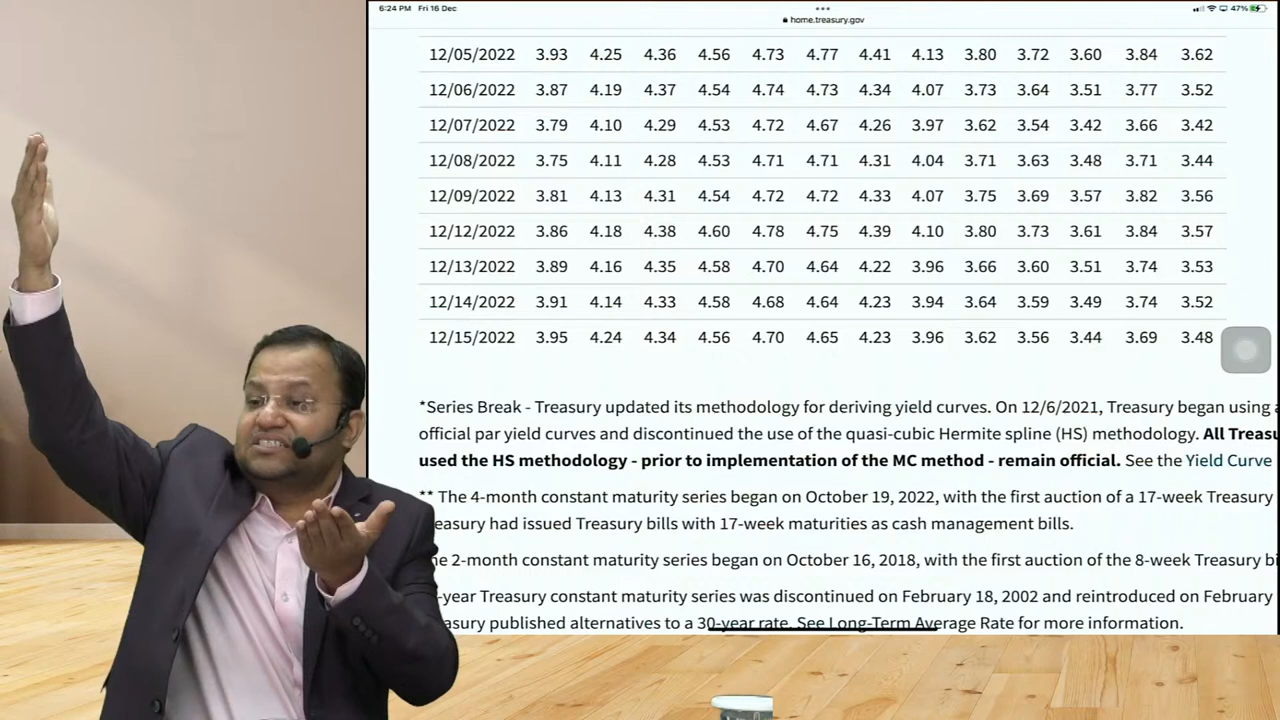 6:24 PM Fri 16 Dec
home.treasury.gov
47%
12/05/2022 3.93 4.25 4.36 4.56 4.73 4.77 4.41 4.13 3.80 3.72 3.60 3.84 3.62
12/06/2022 3.87 4.19 4.37 4.54 4.74 4.73 4.34 4.07 3.73 3.64 3.51 3.77 3.52
12/07/2022 3.79 4.10 4.29 4.53 4.72 4.67 4.26 3.97 3.62 3.54 3.42 3.66 3.42
12/08/2022 3.75 4.11 4.28 4.53 4.71 4.71 4.31 4.04 3.71 3.63 3.48 3.71 3.44
12/09/2022 3.81 4.13 4.31 4.54 4.72 4.72 4.33 4.07 3.75 3.69 3.57 3.82 3.56
12/12/2022 3.86 4.18 4.38 4.60 4.78 4.75 4.39 4.10 3.80 3.73 3.61 3.84 3.57
12/13/2022 3.89 4.16 4.35 4.58 4.70 4.64 4.22 3.96 3.66 3.60 3.51 3.74 3.53
12/14/2022 3.91 4.14 4.33 4.58 4.68 4.64 4.23 3.94 3.64 3.59 3.49 3.74 3.52
12/15/2022 3.95 4.24 4.34 4.56 4.70 4.65 4.23 3.96 3.62 3.56 3.44 3.69 3.48
*Series Break - Treasury updated its methodology for deriving yield curves. On 12/6/2021, Treasury began using
official par yield curves and discontinued the use of the quasi-cubic Hermite spline (HS) methodology. All Treasu
used the HS methodology - prior to implementation of the MC method - remain official. See the Yield Curve
** The 4-month constant maturity series began on October 19, 2022, with the first auction of a 17-week Treasury
easury had issued Treasury bills with 17-week maturities as cash management bills.
he 2-month constant maturity series began on October 16, 2018, with the first auction of the 8-week Treasury bi
-year Treasury constant maturity series was discontinued on February 18, 2002 and reintroduced on February
asury published alternatives to a 30-year rate. See Long-Term Average Rate for more information.